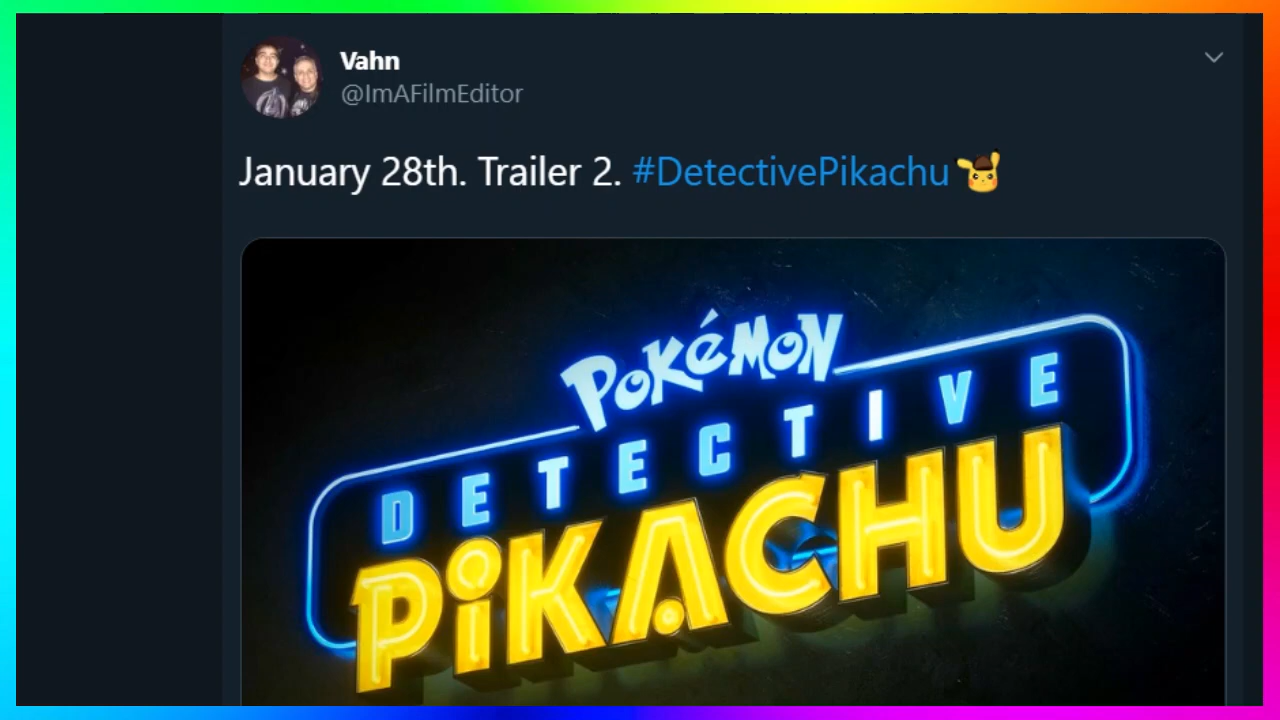 Vahn
@ImAFilmEditor
January 28th. Trailer 2. #DetectivePikachu
POKéMON
DETECTIVE
PiKACHU